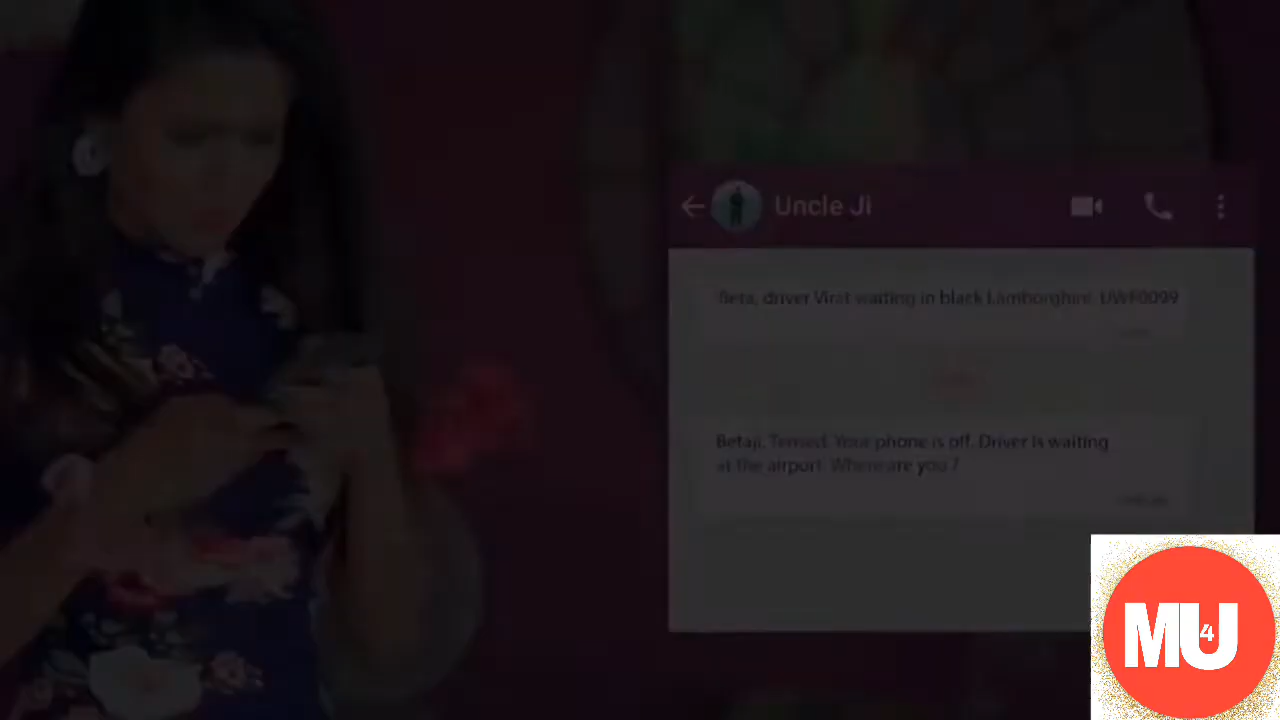 Uncle Ji
Beta, driver Virat waiting in black Lamborghini. UWF0099
Betaji. Your phone is off. Driver is waiting
at the airport. Where are you ?
MU
4